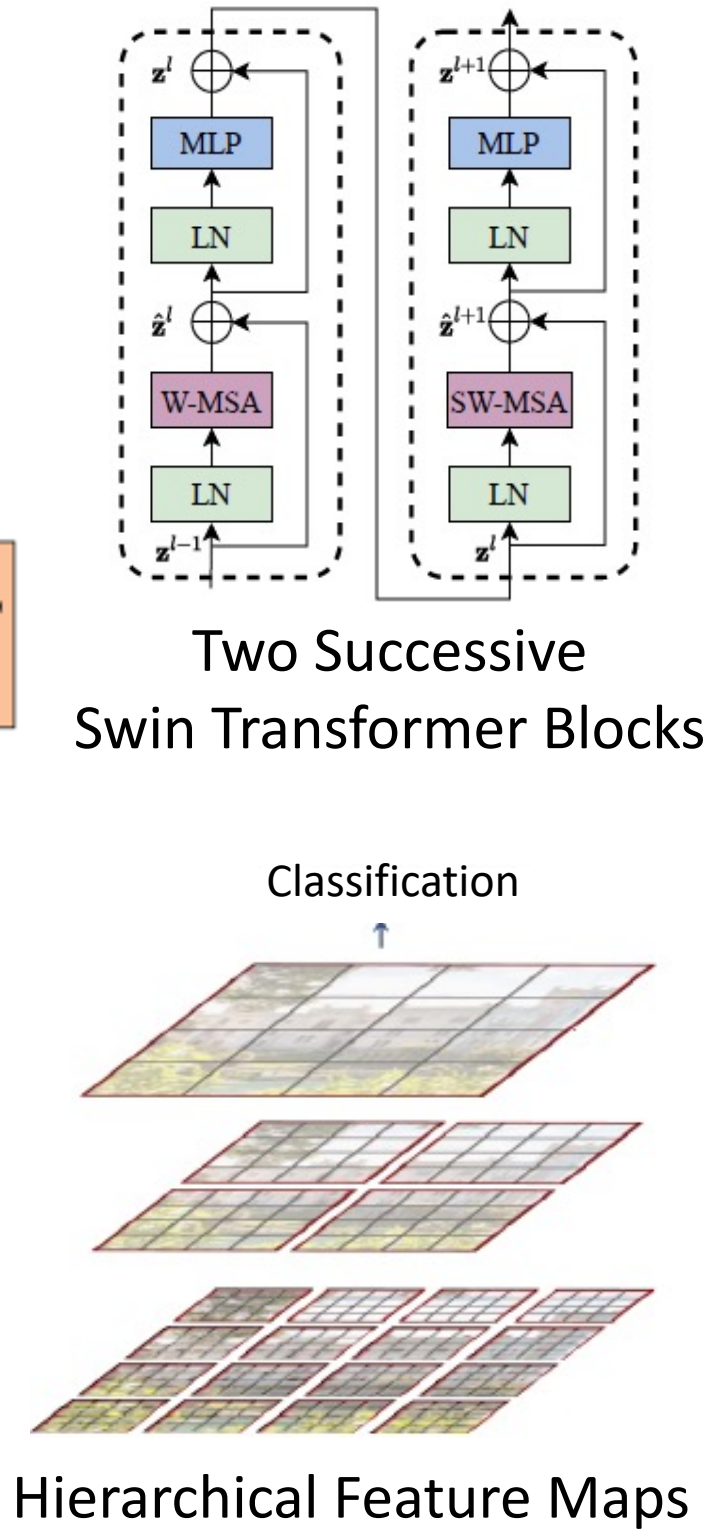 z^l
z^{l+1}
MLP
MLP
LN
LN
ẑ^l
ẑ^{l+1}
W-MSA
SW-MSA
LN
LN
z^{l-1}
z^l
Two Successive
Swin Transformer Blocks
Classification
Hierarchical Feature Maps